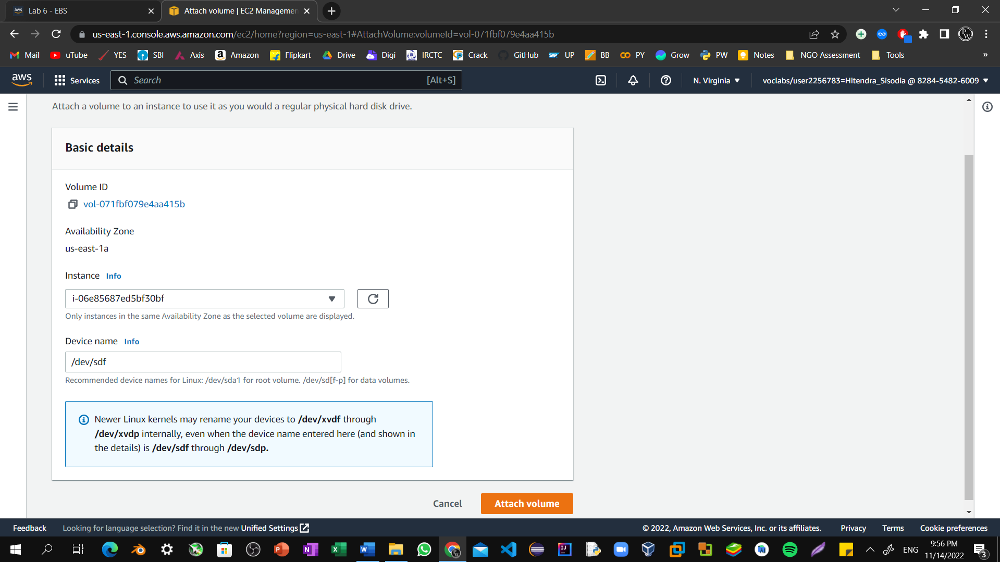 Lab 6 - EBS
Attach volume | EC2 Managemen
us-east-1.console.aws.amazon.com/ec2/home?region=us-east-1#AttachVolume:volumeId=vol-071fbf079e4aa415b
Mail uTube YES SBI Axis Amazon Flipkart Drive Digi IRCTC Crack GitHub UP BB PY Grow PW Notes NGO Assessment Tools »
aws Services Search [Alt+S] N. Virginia voclabs/user2256783=Hitendra_Sisodia @ 8284-5482-6009
Attach a volume to an instance to use it as you would a regular physical hard disk drive.
Basic details
Volume ID
vol-071fbf079e4aa415b
Availability Zone
us-east-1a
Instance Info
i-06e85687ed5bf30bf
Only instances in the same Availability Zone as the selected volume are displayed.
Device name Info
/dev/sdf
Recommended device names for Linux: /dev/sda1 for root volume. /dev/sd[f-p] for data volumes.
Newer Linux kernels may rename your devices to /dev/xvdf through
/dev/xvdp internally, even when the device name entered here (and shown in
the details) is /dev/sdf through /dev/sdp.
Cancel Attach volume
Feedback Looking for language selection? Find it in the new Unified Settings © 2022, Amazon Web Services, Inc. or its affiliates. Privacy Terms Cookie preferences
ENG
9:56 PM
11/14/2022
3